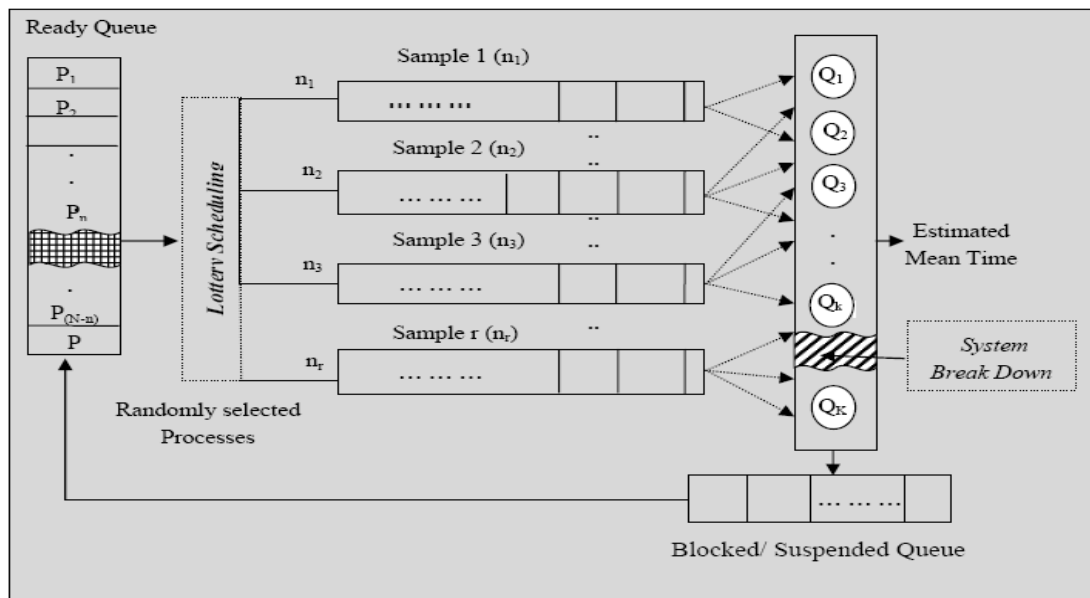 Ready Queue
P1
P2
.
.
Pn
.
P(N-n)
P
Lottery Scheduling
Randomly selected
Processes
n1
Sample 1 (n1)
... ... ...
..
n2
Sample 2 (n2)
..
... ... ...
..
n3
Sample 3 (n3)
..
... ... ...
..
nr
Sample r (nr)
... ... ...
Q1
Q2
Q3
.
.
Qk
QK
Estimated
Mean Time
System
Break Down
... ... ...
Blocked/ Suspended Queue